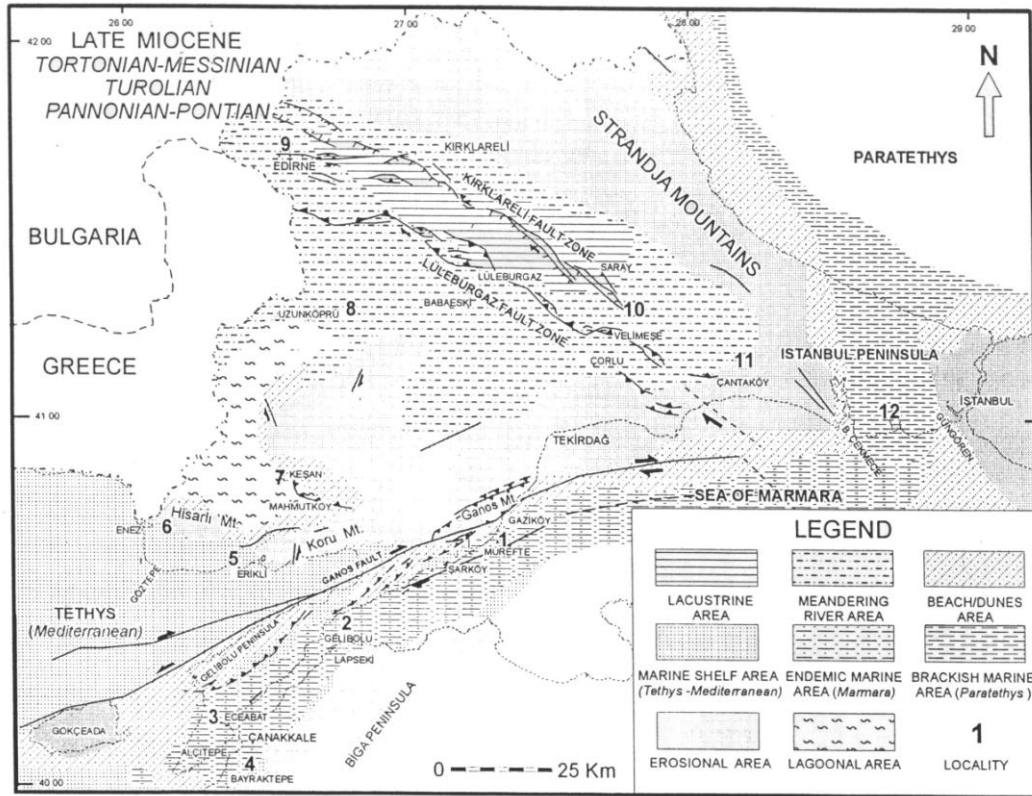 26 00
27 00
28 00
29 00
42 00
LATE MIOCENE
TORTONIAN-MESSINIAN
TUROLIAN
PANNONIAN-PONTIAN
N
PARATETHYS
STRANDJA MOUNTAINS
KIRKLARELİ
KIRKLARELİ FAULT ZONE
9
EDIRNE
BULGARIA
LÜLEBURGAZ
SARAY
LÜLEBURGAZ FAULT ZONE
BABAESKİ
10
8
UZUNKÖPRÜ
VELİMEŞE
GREECE
ÇORLU
11
ISTANBUL PENINSULA
ÇANTAKÖY
12
İSTANBUL
41 00
B. ÇEKMECE
GÜNGÖREN
TEKİRDAĞ
7
KEŞAN
MAHMUTKÖY
SEA OF MARMARA
Ganos Mt.
GAZİKÖY
6
Hisarlı Mt.
ENEZ
Koru Mt.
5
ERİKLİ
GANOS FAULT
1
MÜREFTE
ŞARKÖY
GÖZTEPE
TETHYS
(Mediterranean)
2
GELİBOLU
LAPSEKİ
GELİBOLU PENINSULA
3
ECEABAT
ÇANAKKALE
GÖKÇEADA
ALÇITEPE
4
BAYRAKTEPE
BİGA PENINSULA
0
25 Km
40 00
LEGEND
LACUSTRINE
AREA
MEANDERING
RIVER AREA
BEACH/DUNES
AREA
MARINE SHELF AREA
(Tethys -Mediterranean)
ENDEMIC MARINE
AREA (Marmara)
BRACKISH MARINE
AREA (Paratethys)
EROSIONAL AREA
LAGOONAL AREA
1
LOCALITY